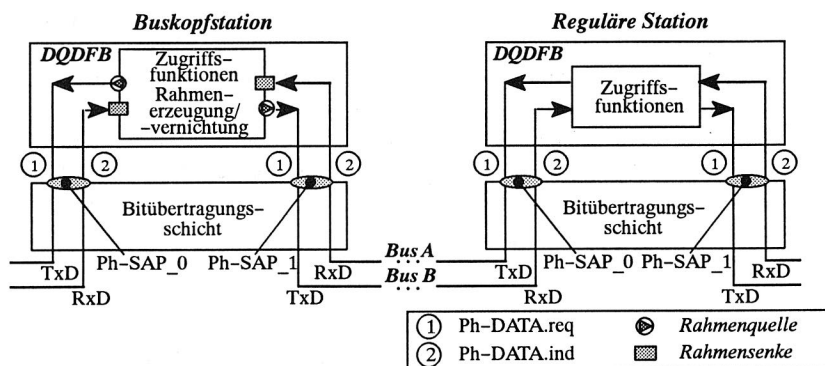 Buskopfstation
Reguläre Station
DQDFB
Zugriffs-
funktionen
Rahmen-
erzeugung/
-vernichtung
DQDFB
Zugriffs-
funktionen
1 2 1 2
1 2 1 2
Bitübertragungs-
schicht
Bitübertragungs-
schicht
Ph-SAP_0 Ph-SAP_1
Bus A
Ph-SAP_0 Ph-SAP_1
TxD RxD
Bus B
TxD RxD
RxD TxD
RxD TxD
1 Ph-DATA.req Rahmenquelle
2 Ph-DATA.ind Rahmensenke